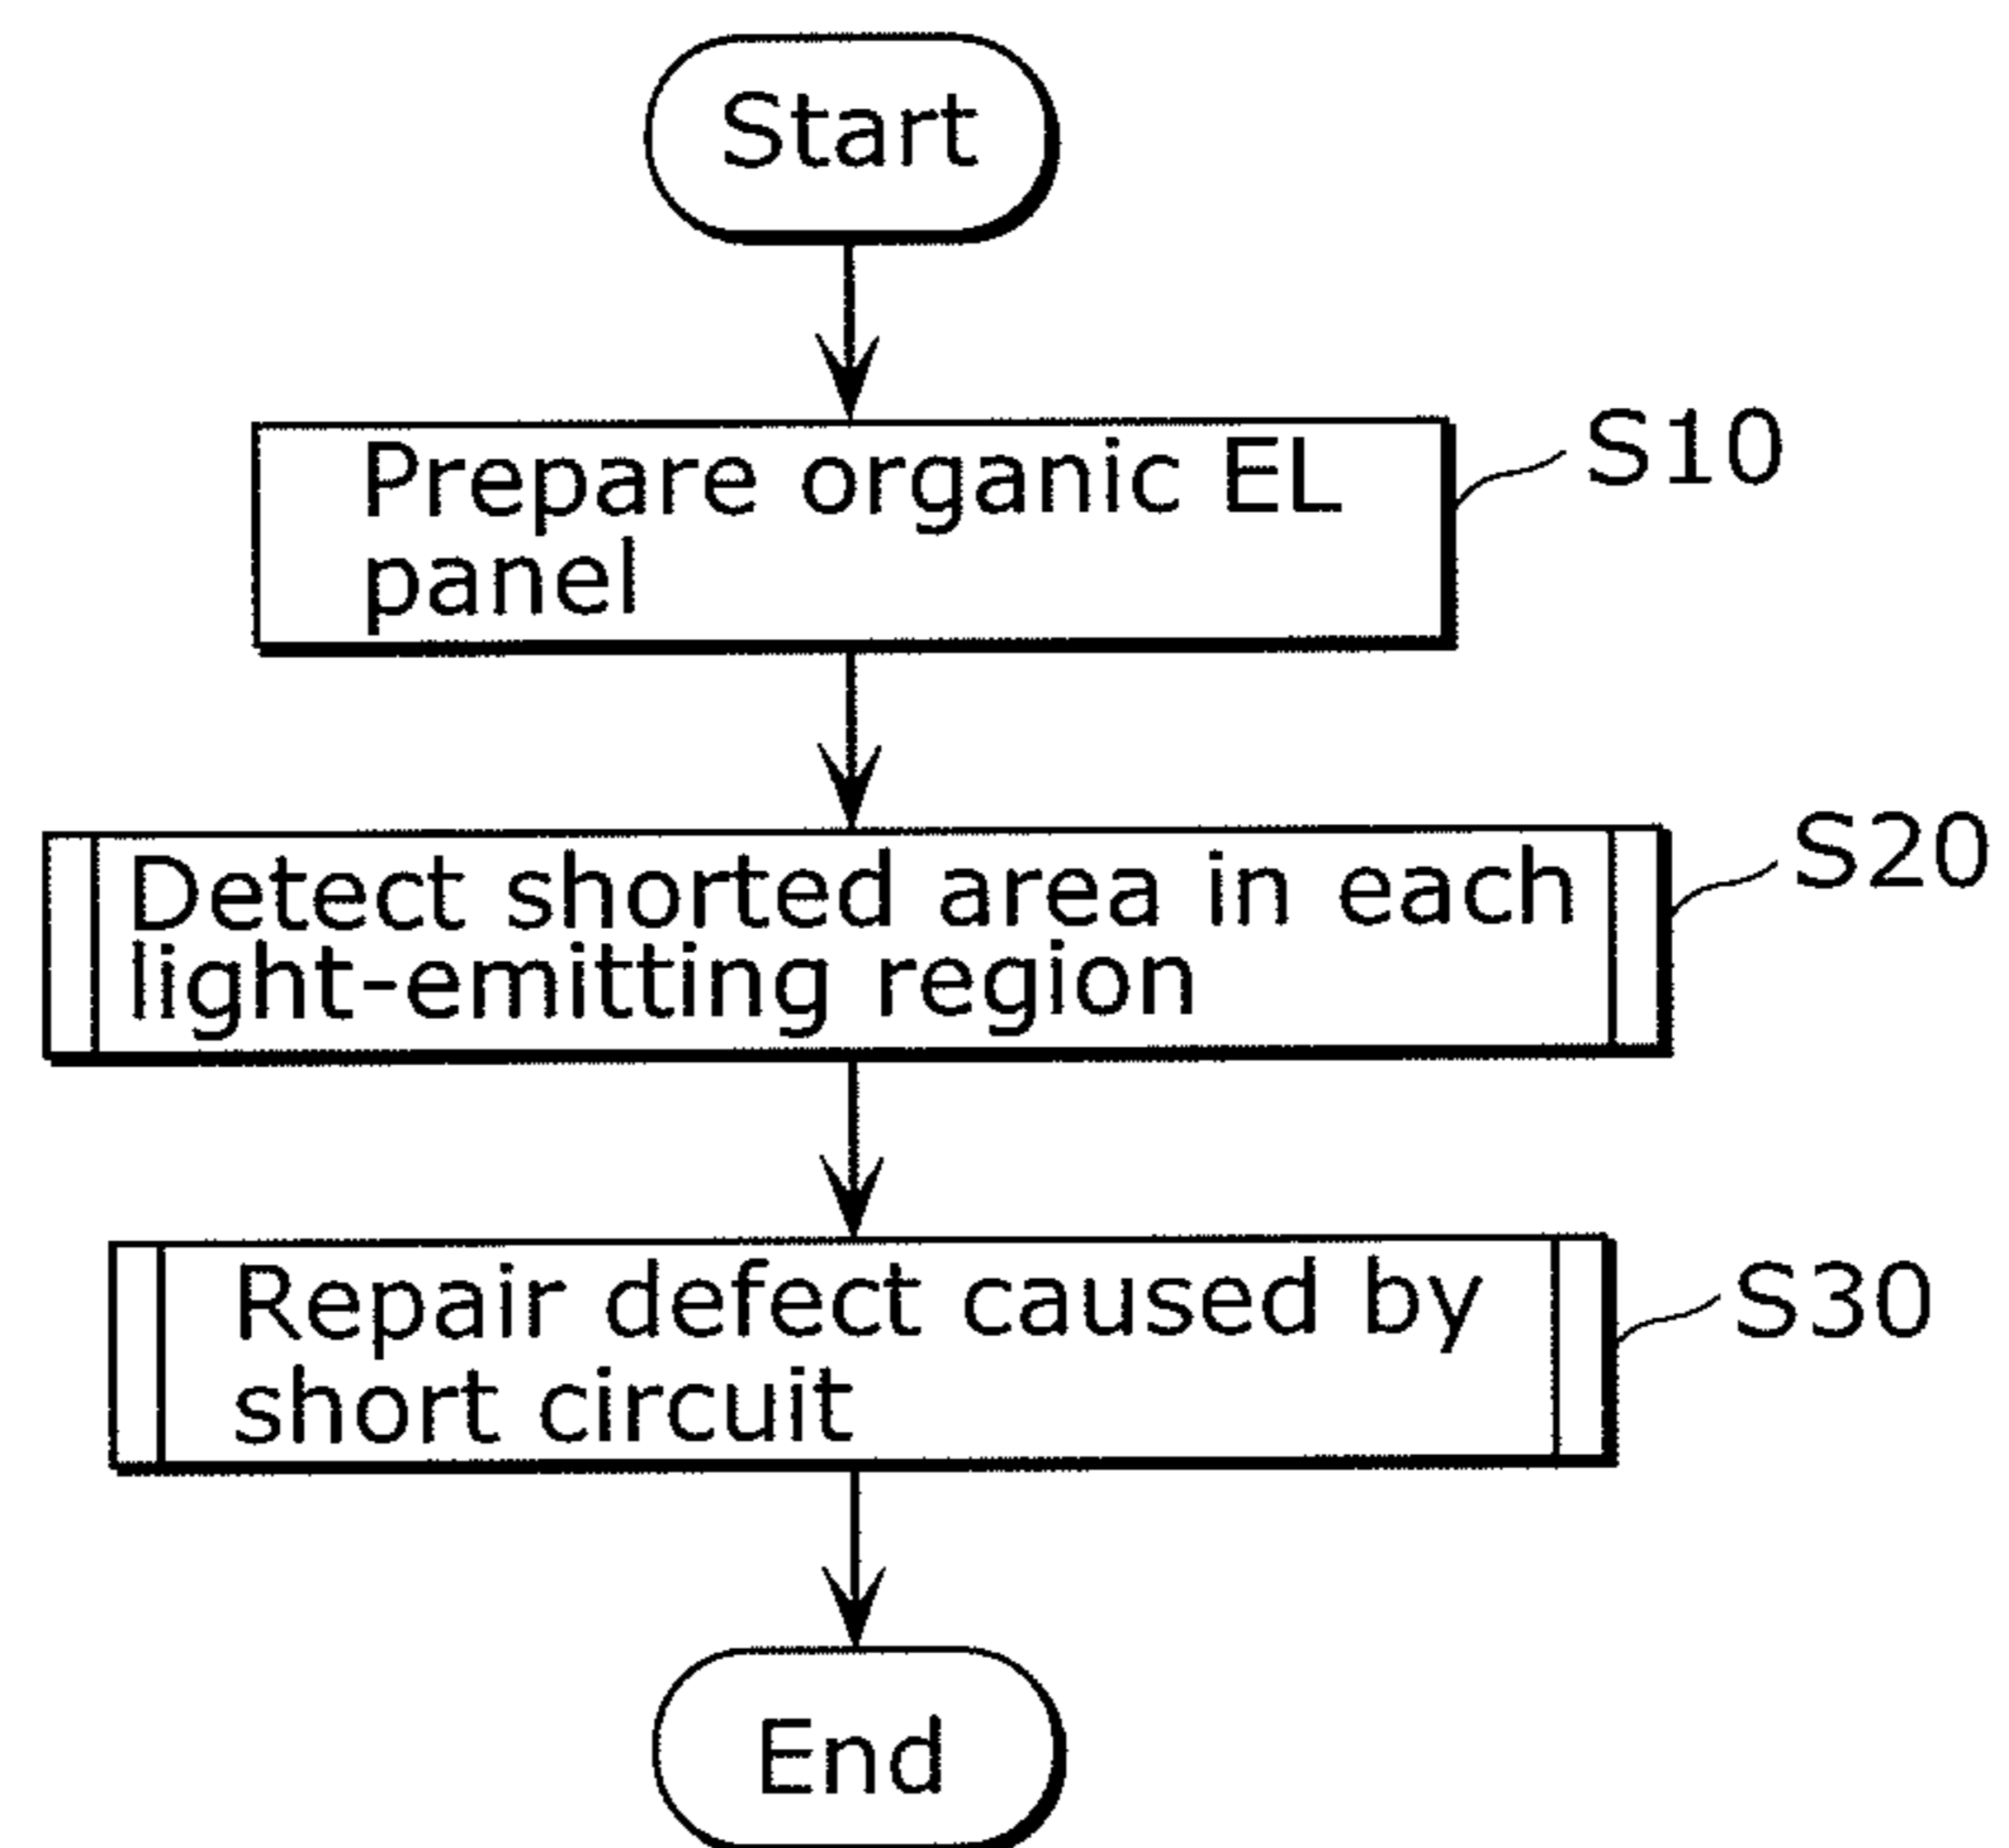 Start
Prepare organic EL
panel
S10
Detect shorted area in each
light-emitting region
S20
Repair defect caused by
short circuit
S30
End